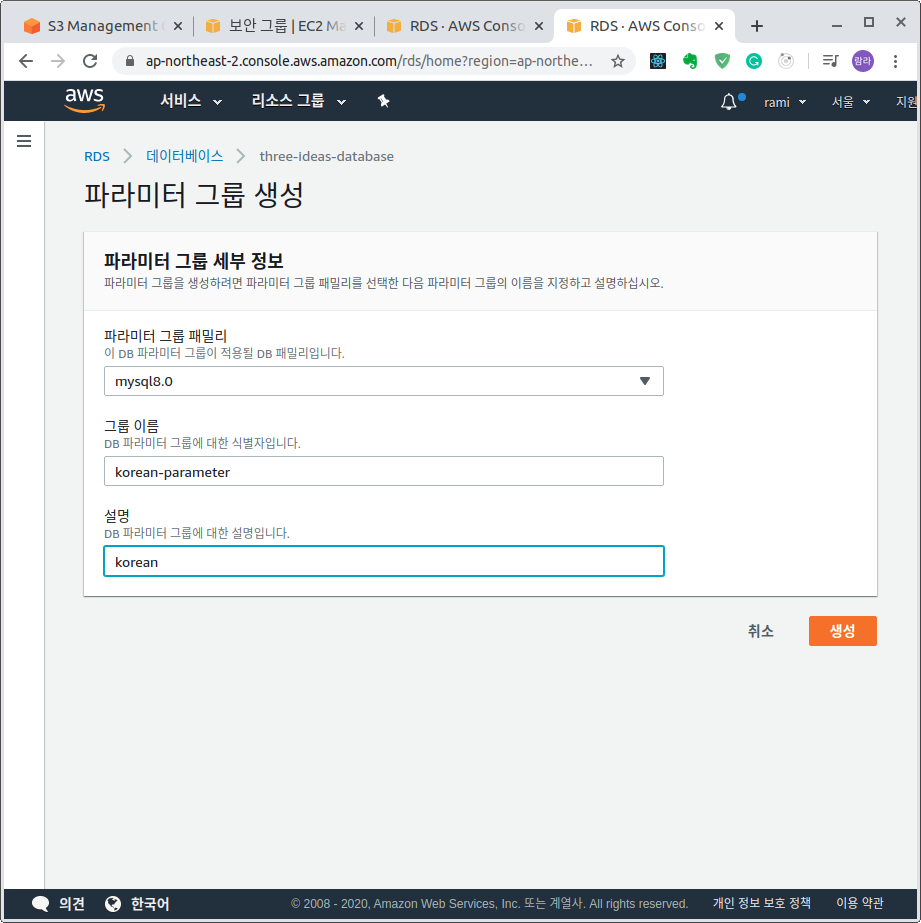 S3 Management
보안 그룹 | EC2 Ma
RDS · AWS Conso
RDS · AWS Conso
ap-northeast-2.console.aws.amazon.com/rds/home?region=ap-northe...
람라
aws
서비스
리소스 그룹
rami
서울
지원
RDS
데이터베이스
three-ideas-database
파라미터 그룹 생성
파라미터 그룹 세부 정보
파라미터 그룹을 생성하려면 파라미터 그룹 패밀리를 선택한 다음 파라미터 그룹의 이름을 지정하고 설명하십시오.
파라미터 그룹 패밀리
이 DB 파라미터 그룹이 적용될 DB 패밀리입니다.
mysql8.0
그룹 이름
DB 파라미터 그룹에 대한 식별자입니다.
korean-parameter
설명
DB 파라미터 그룹에 대한 설명입니다.
korean
취소
생성
의견
한국어
© 2008 - 2020, Amazon Web Services, Inc. 또는 계열사. All rights reserved.
개인 정보 보호 정책
이용 약관